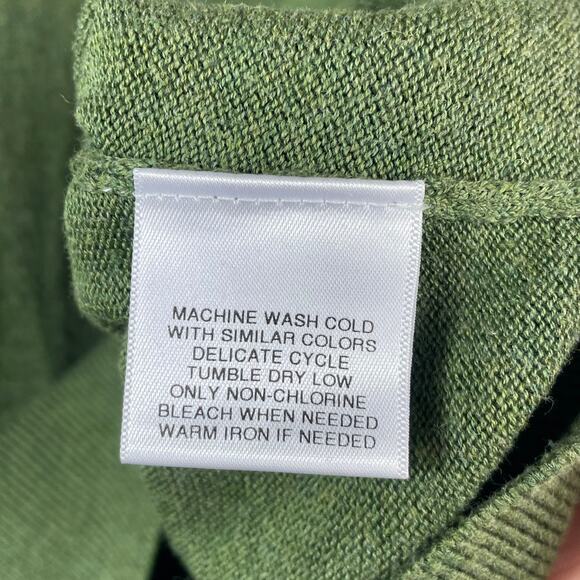 MACHINE WASH COLD
WITH SIMILAR COLORS
DELICATE CYCLE
TUMBLE DRY LOW
ONLY NON-CHLORINE
BLEACH WHEN NEEDED
WARM IRON IF NEEDED